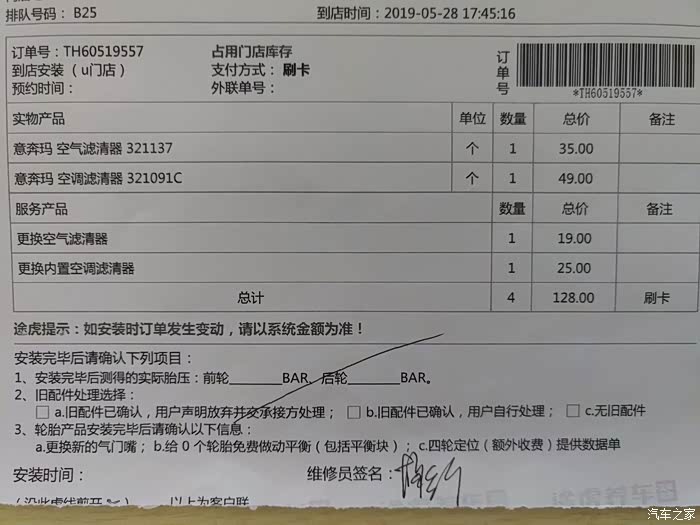 排队号码： B25 到店时间：2019-05-28 17:45:16
订单号：TH60519557 占用门店库存 订单号
到店安装（u门店） 支付方式： 刷卡
预约时间： 外联单号： *TH60519557*
实物产品 单位 数量 总价 备注
意奔玛 空气滤清器 321137 个 1 35.00
意奔玛 空调滤清器 321091C 个 1 49.00
服务产品 数量 总价 备注
更换空气滤清器 1 19.00
更换内置空调滤清器 1 25.00
总计 4 128.00 刷卡
途虎提示：如安装时订单发生变动，请以系统金额为准！
安装完毕后请确认下列项目：
1、安装完毕后测得的实际胎压：前轮_______BAR，后轮_______BAR。
2、旧配件处理选择：
□ a.旧配件已确认，用户声明放弃并交承接方处理； □ b.旧配件已确认，用户自行处理； □ c.无旧配件
3、轮胎产品安装完毕后请确认以下信息：
a.更换新的气门嘴； b.给 0 个轮胎免费做动平衡（包括平衡块）； c.四轮定位（额外收费）提供数据单
安装时间： 维修员签名：
（沿此虚线剪开 以上为客户联 途虎养车网
汽车之家